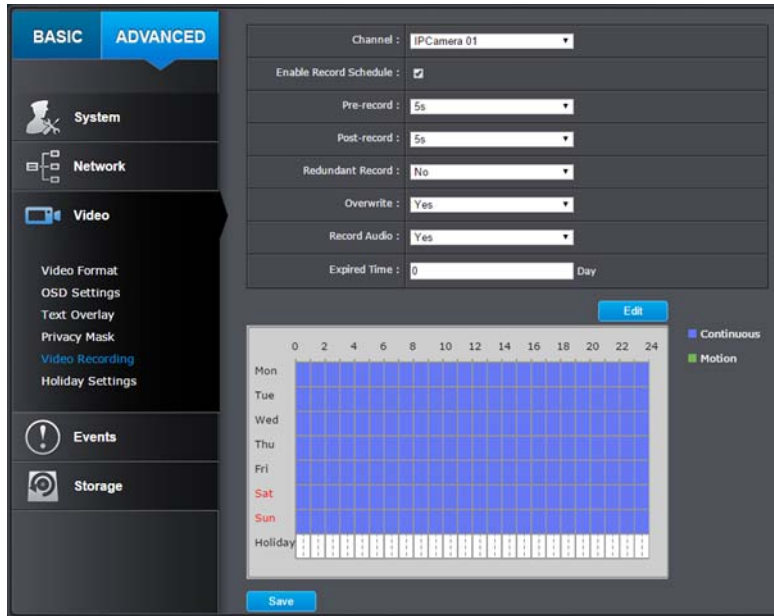 BASIC ADVANCED
System
Network
Video
Video Format
OSD Settings
Text Overlay
Privacy Mask
Video Recording
Holiday Settings
Events
Storage
Channel : IPCamera 01
Enable Record Schedule :
Pre-record : 5s
Post-record : 5s
Redundant Record : No
Overwrite : Yes
Record Audio : Yes
Expired Time : 0 Day
Edit
0 2 4 6 8 10 12 14 16 18 20 22 24
Mon
Tue
Wed
Thu
Fri
Sat
Sun
Holiday
Continuous
Motion
Save